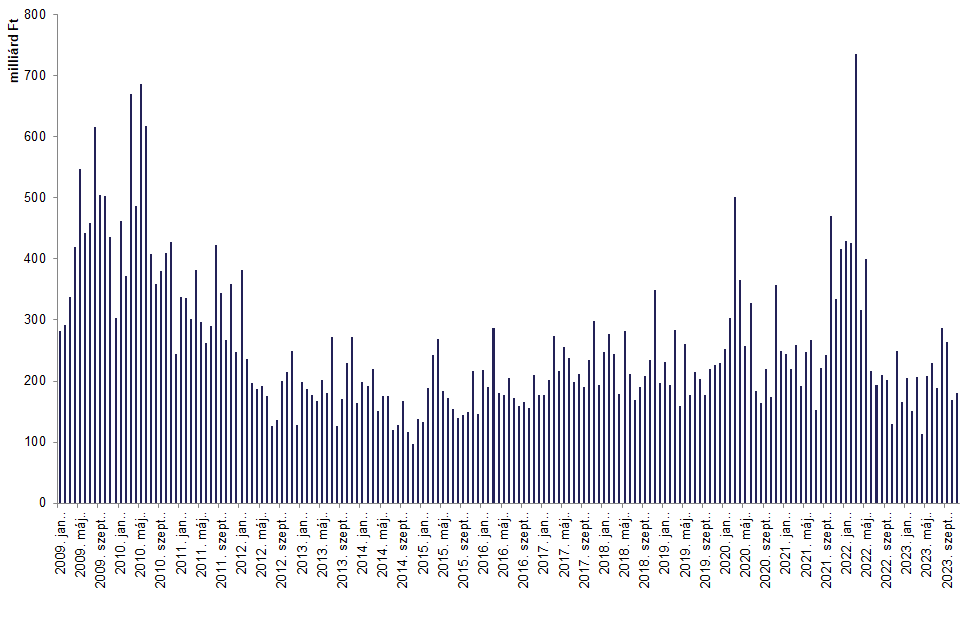 milliárd Ft
800
700
600
500
400
300
200
100
0
2009. jan..
2009. máj..
2009. szept..
2010. jan..
2010. máj..
2010. szept..
2011. jan..
2011. máj..
2011. szept..
2012. jan..
2012. máj..
2012. szept..
2013. jan..
2013. máj..
2013. szept..
2014. jan..
2014. máj..
2014. szept..
2015. jan..
2015. máj..
2015. szept..
2016. jan..
2016. máj..
2016. szept..
2017. jan..
2017. máj..
2017. szept..
2018. jan..
2018. máj..
2018. szept..
2019. jan..
2019. máj..
2019. szept..
2020. jan..
2020. máj..
2020. szept..
2021. jan..
2021. máj..
2021. szept..
2022. jan..
2022. máj..
2022. szept..
2023. jan..
2023. máj..
2023. szept..